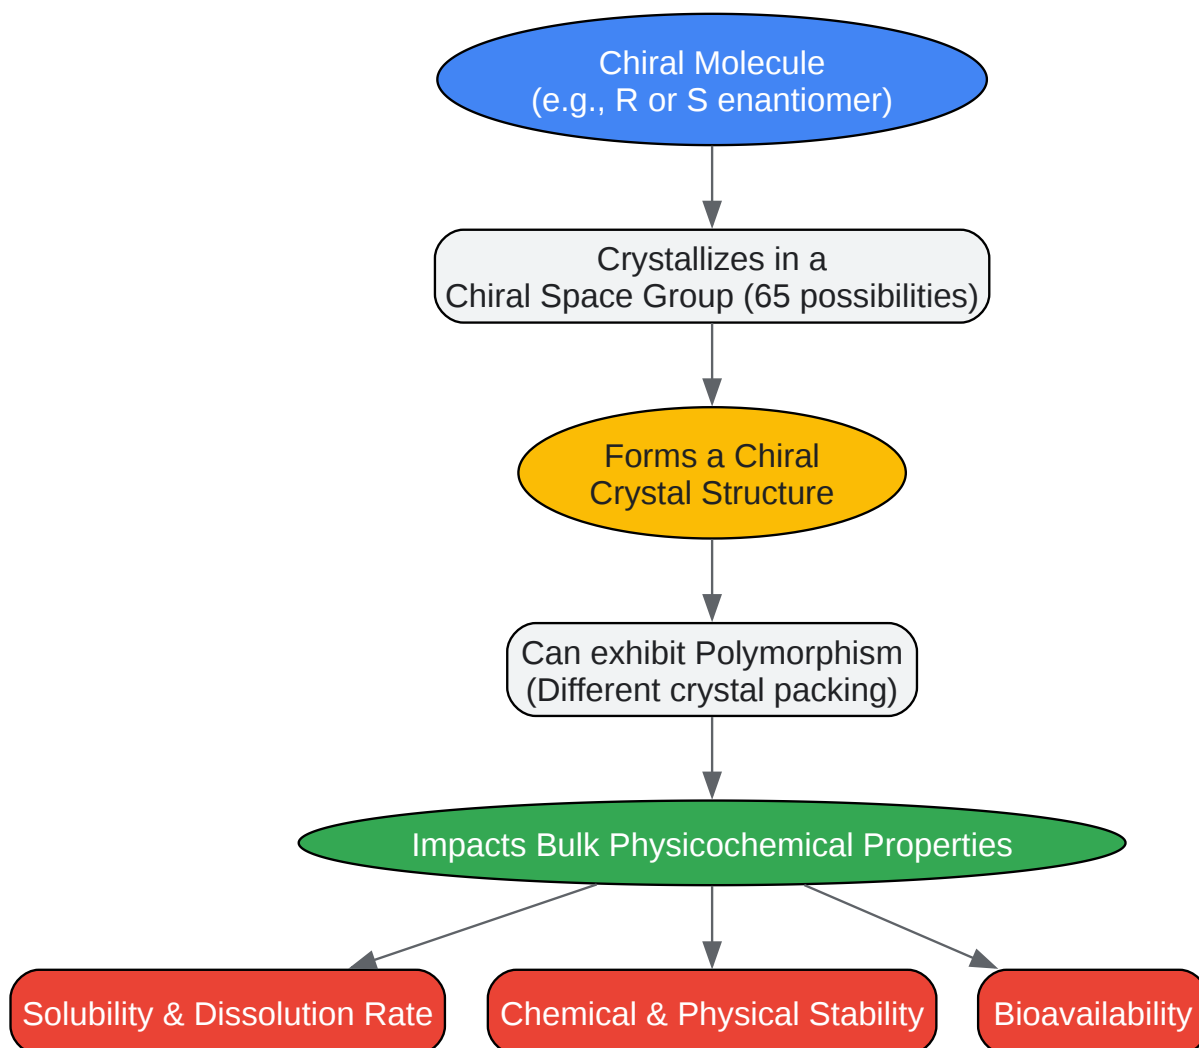 Chiral Molecule
(e.g., R or S enantiomer)
Crystallizes in a
Chiral Space Group (65 possibilities)
Forms a Chiral
Crystal Structure
Can exhibit Polymorphism
(Different crystal packing)
Impacts Bulk Physicochemical Properties
Solubility & Dissolution Rate
Chemical & Physical Stability
Bioavailability